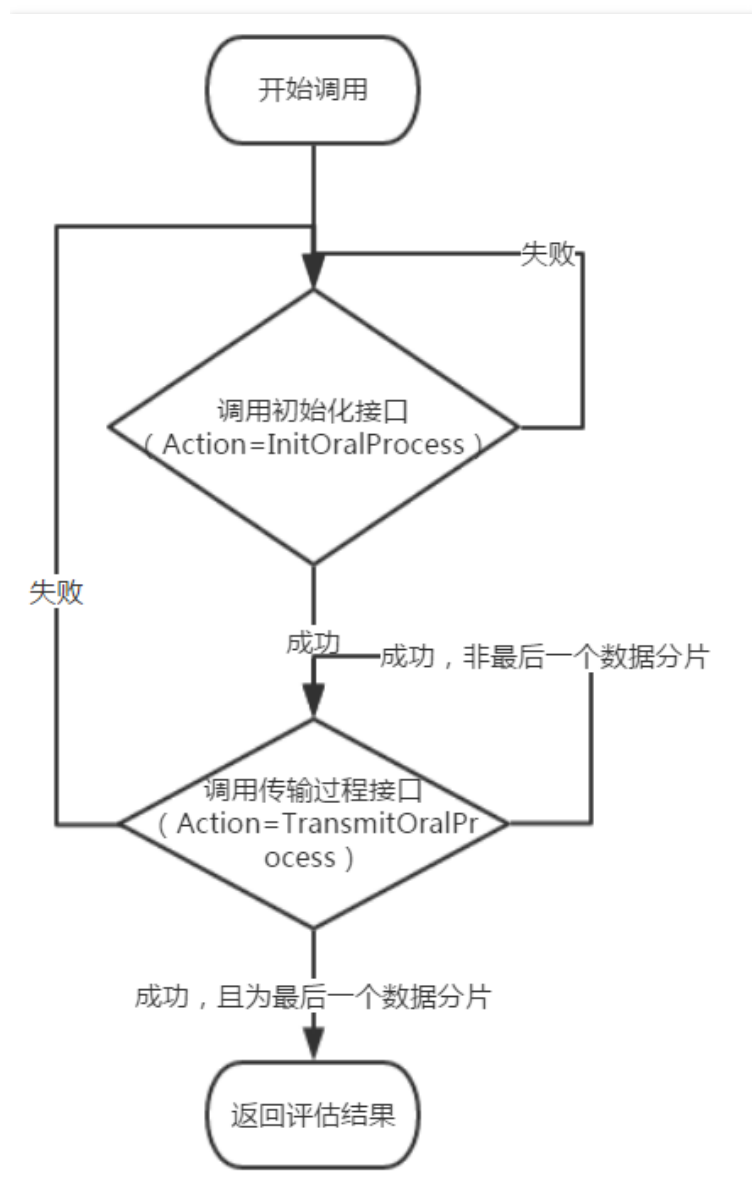 开始调用
失败
调用初始化接口
（Action=InitOralProcess）
失败
成功
成功，非最后一个数据分片
调用传输过程接口
（Action=TransmitOralPr
ocess）
成功，且为最后一个数据分片
返回评估结果